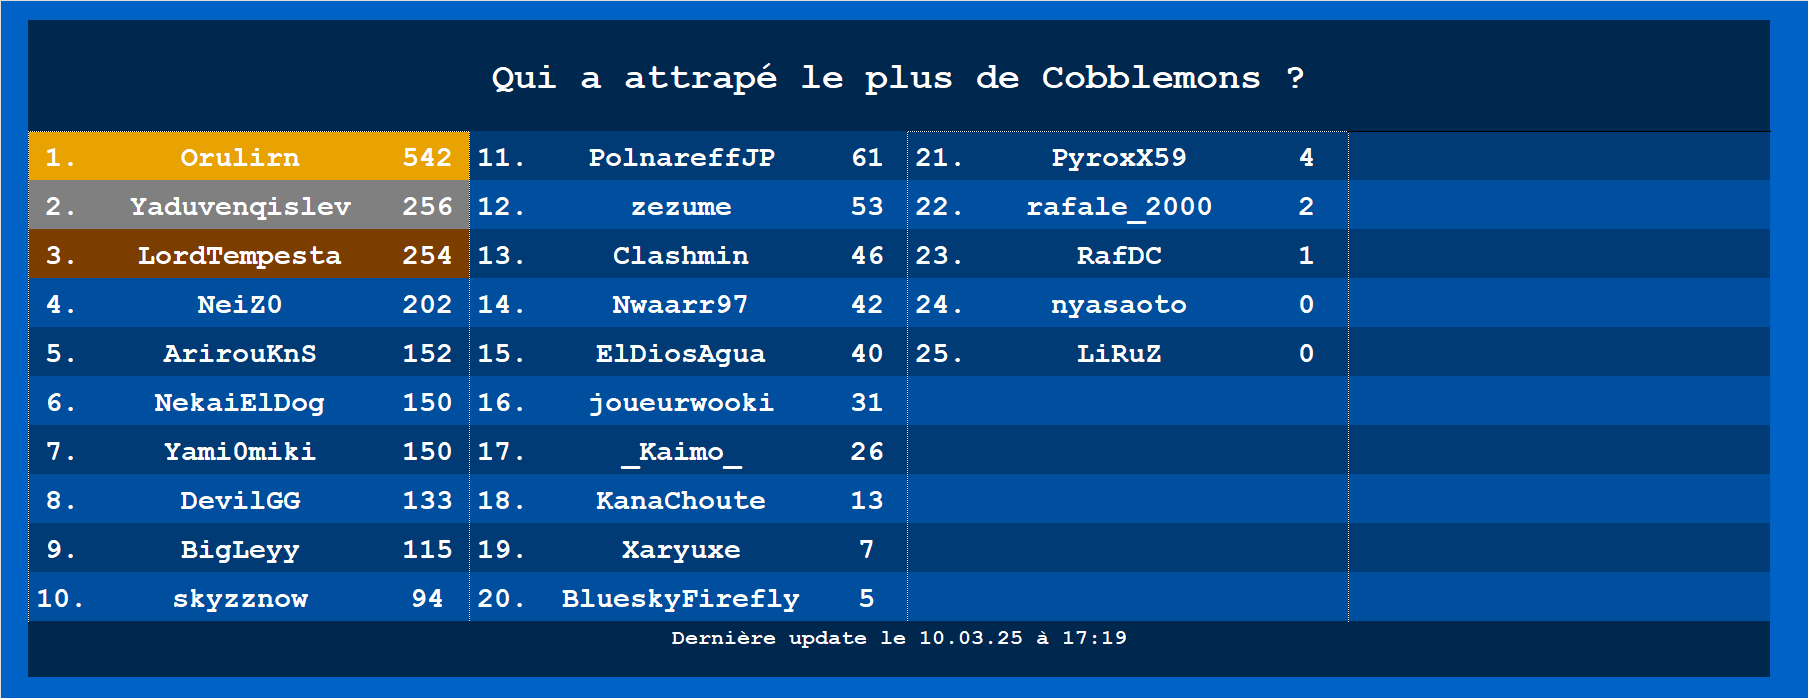 Qui a attrapé le plus de Cobblemons ?
1. Orulirn 542
2. Yaduvenqislev 256
3. LordTempesta 254
4. NeiZ0 202
5. ArirouKnS 152
6. NekaiElDog 150
7. Yami0miki 150
8. DevilGG 133
9. BigLeyy 115
10. skyzznow 94
11. PolnareffJP 61
12. zezume 53
13. Clashmin 46
14. Nwaarr97 42
15. ElDiosAgua 40
16. joueurwooki 31
17. _Kaimo_ 26
18. KanaChoute 13
19. Xaryuxe 7
20. BlueskyFirefly 5
21. PyroxX59 4
22. rafale_2000 2
23. RafDC 1
24. nyasaoto 0
25. LiRuZ 0
Dernière update le 10.03.25 à 17:19